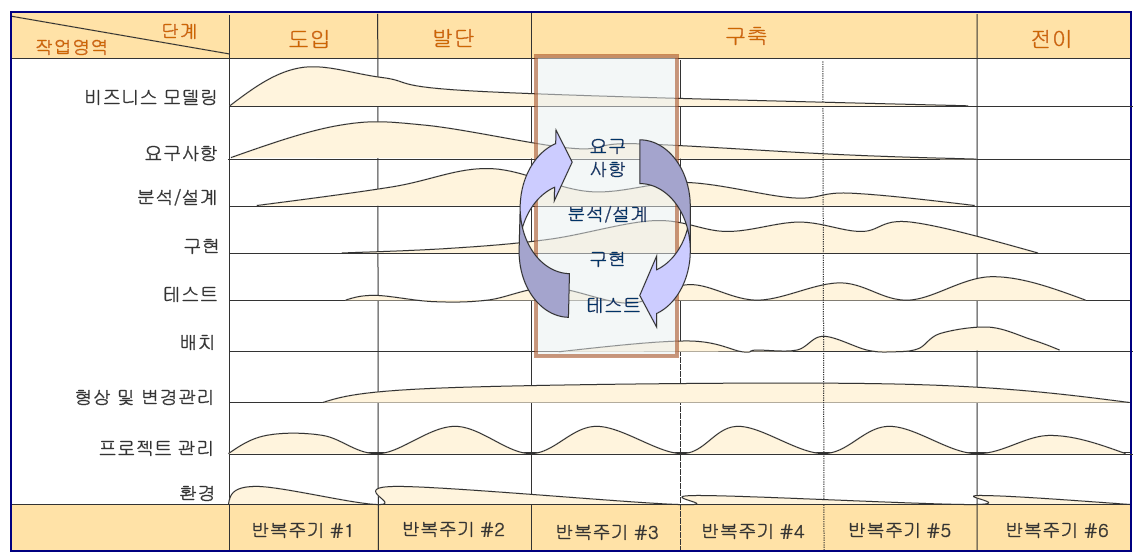 단계
작업영역
도입
발단
구축
전이
비즈니스 모델링
요구사항
분석/설계
구현
테스트
배치
형상 및 변경관리
프로젝트 관리
환경
요구
사항
분석/설계
구현
테스트
반복주기 #1
반복주기 #2
반복주기 #3
반복주기 #4
반복주기 #5
반복주기 #6